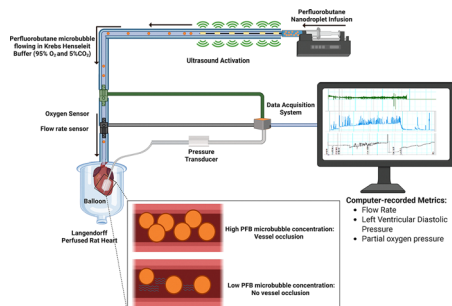 Perfluorobutane
Nanodroplet Infusion
Perfluorobutane microbubble
flowing in Krebs Henseleit
Buffer (95% O2 and 5%CO2)
Ultrasound Activation
Oxygen Sensor
Flow rate sensor
Data Acquisition
System
Pressure
Transducer
Balloon
Langendorff
Perfused Rat Heart
Computer-recorded Metrics:
• Flow Rate
• Left Ventricular Diastolic
Pressure
• Partial oxygen pressure
High PFB microbubble concentration:
Vessel occlusion
Low PFB microbubble concentration:
No vessel occlusion